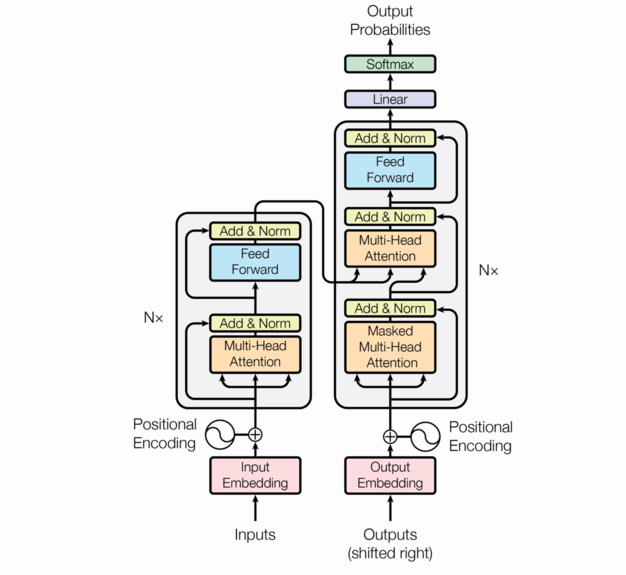 Output
Probabilities
Softmax
Linear
Add & Norm
Feed
Forward
Add & Norm
Multi-Head
Attention
Add & Norm
Masked
Multi-Head
Attention
N×
Add & Norm
Feed
Forward
Add & Norm
Multi-Head
Attention
N×
Positional
Encoding
Positional
Encoding
Input
Embedding
Output
Embedding
Inputs
Outputs
(shifted right)